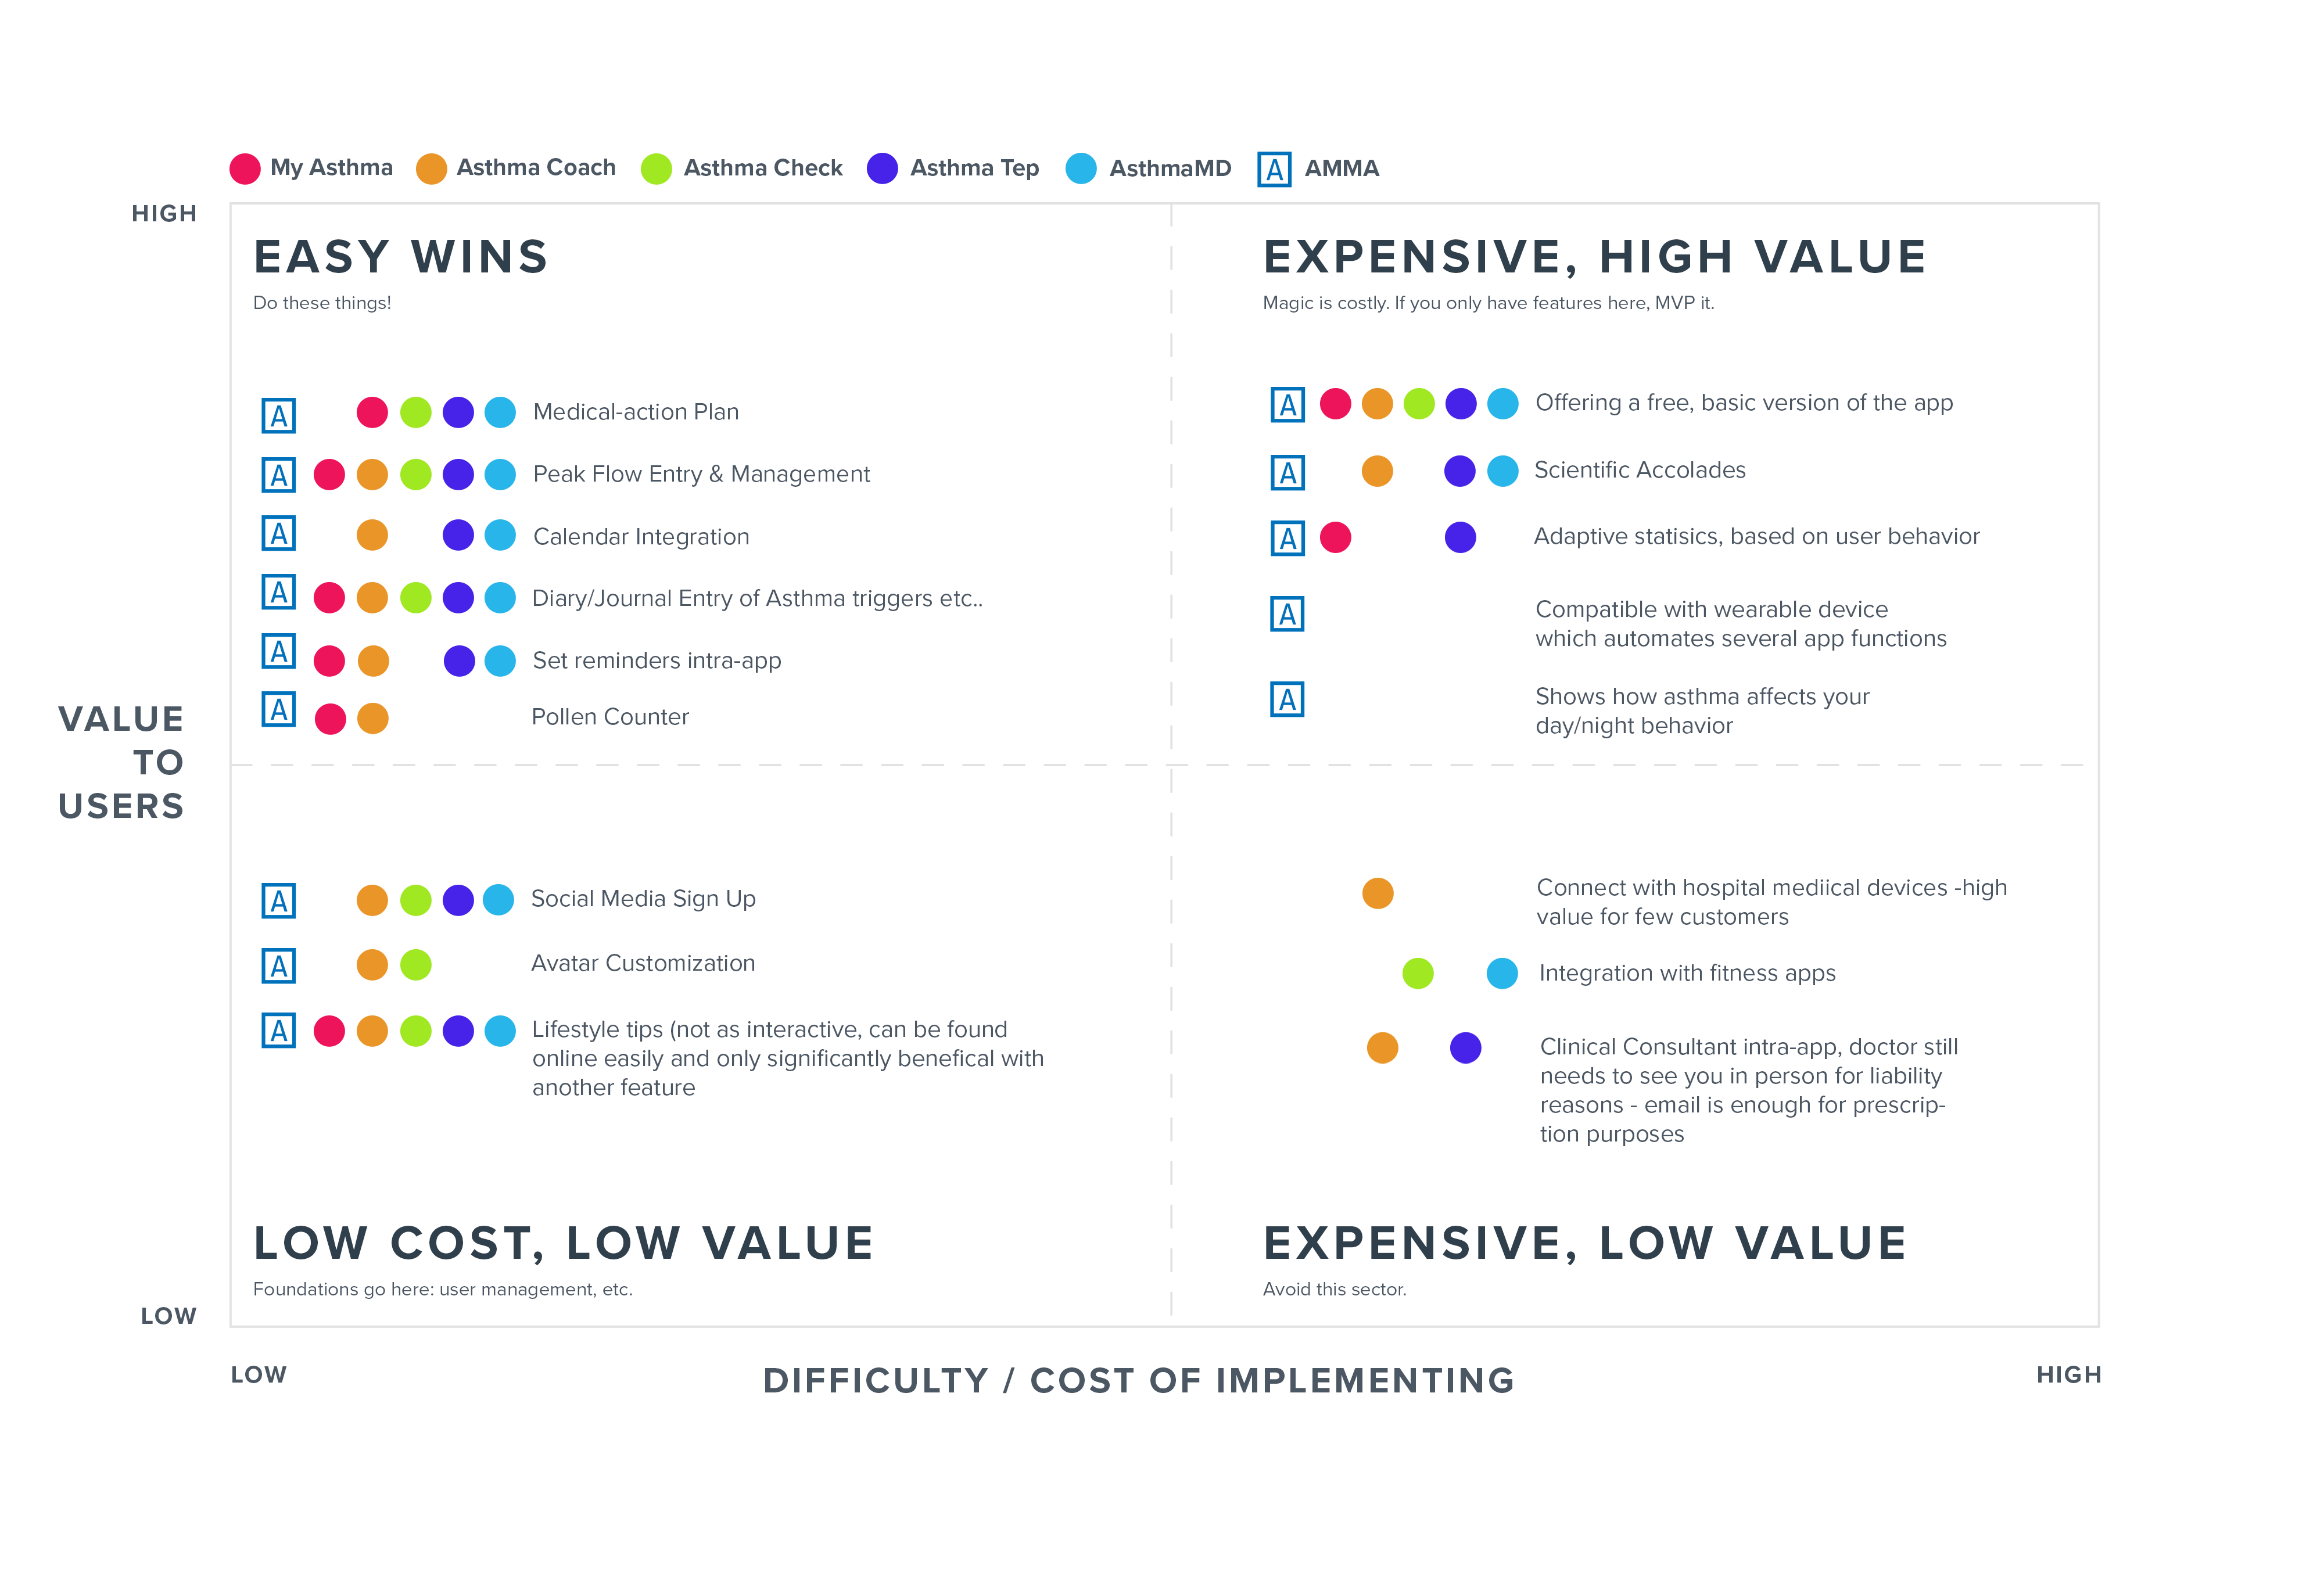 My Asthma Asthma Coach Asthma Check Asthma Tep AsthmaMD A AMMA
HIGH
EASY WINS
Do these things!
A Medical-action Plan
A Peak Flow Entry & Management
A Calendar Integration
A Diary/Journal Entry of Asthma triggers etc..
A Set reminders intra-app
A Pollen Counter
EXPENSIVE, HIGH VALUE
Magic is costly. If you only have features here, MVP it.
A Offering a free, basic version of the app
A Scientific Accolades
A Adaptive statisics, based on user behavior
A Compatible with wearable device
which automates several app functions
A Shows how asthma affects your
day/night behavior
VALUE
TO
USERS
A Social Media Sign Up
A Avatar Customization
A Lifestyle tips (not as interactive, can be found
online easily and only significantly benefical with
another feature
LOW COST, LOW VALUE
Foundations go here: user management, etc.
Connect with hospital mediical devices -high
value for few customers
Integration with fitness apps
Clinical Consultant intra-app, doctor still
needs to see you in person for liability
reasons - email is enough for prescrip-
tion purposes
EXPENSIVE, LOW VALUE
Avoid this sector.
LOW
LOW
DIFFICULTY / COST OF IMPLEMENTING
HIGH